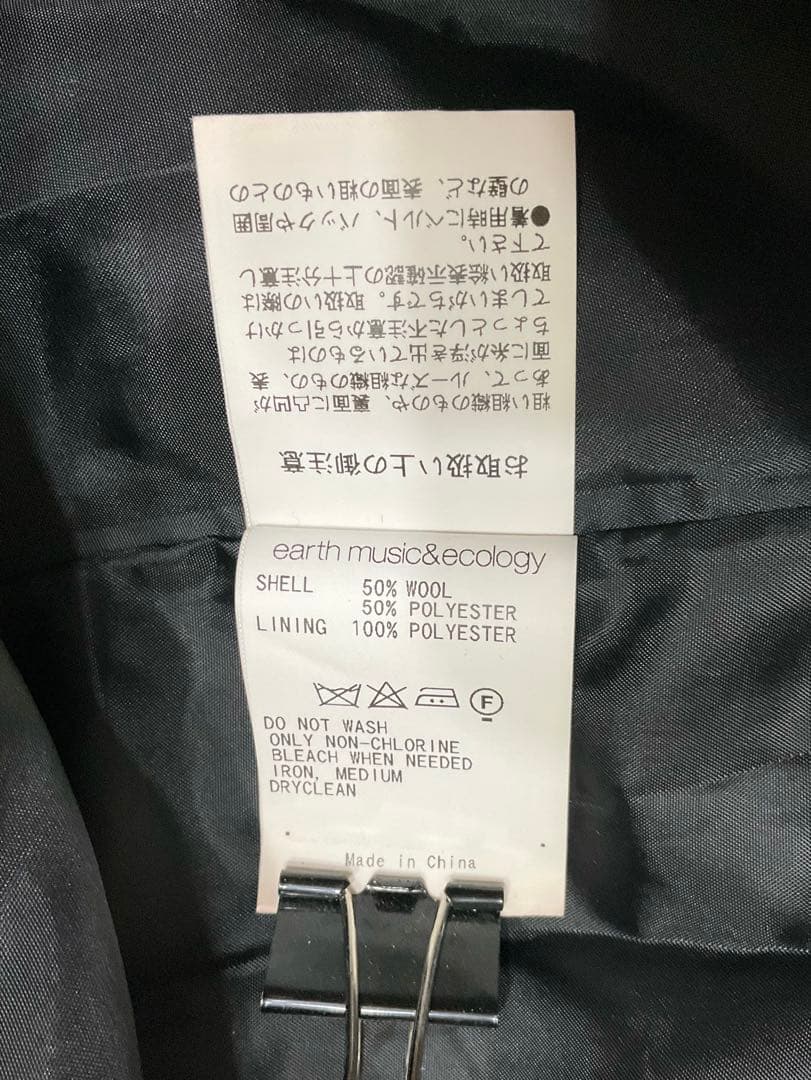 お取扱い上の御注意
粗い組織のものや、裏面に凸凹が
あって、ルーズな組織のもの、表
面に糸が浮き出ているものは
ちょっとした不注意から引っかけ
てしまいがちです。取扱いの際は
取扱い絵表示確認の上十分注意し
て下さい。
●着用時にベルト、バックや周囲
の壁など、表面の粗いものとの
earth music&ecology
SHELL 50% WOOL
50% POLYESTER
LINING 100% POLYESTER
F
DO NOT WASH
ONLY NON-CHLORINE
BLEACH WHEN NEEDED
IRON, MEDIUM
DRYCLEAN
Made in China